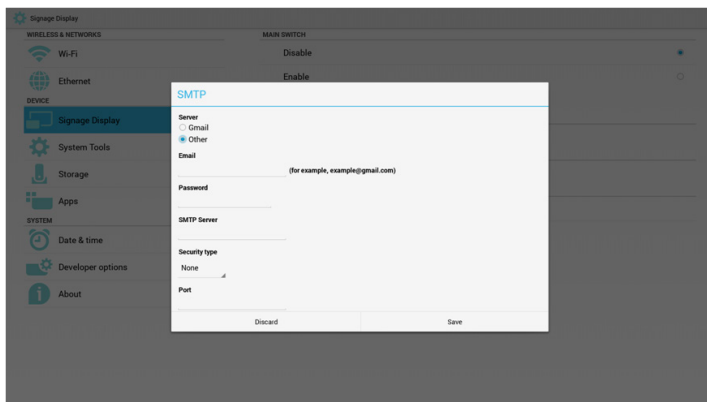 Signage Display
WIRELESS & NETWORKS
MAIN SWITCH
Wi-Fi
Disable
Ethernet
Enable
DEVICE
Signage Display
System Tools
Storage
Apps
SYSTEM
Date & time
Developer options
About
SMTP
Server
Gmail
Other
Email
(for example, example@gmail.com)
Password
SMTP Server
Security type
None
Port
Discard
Save